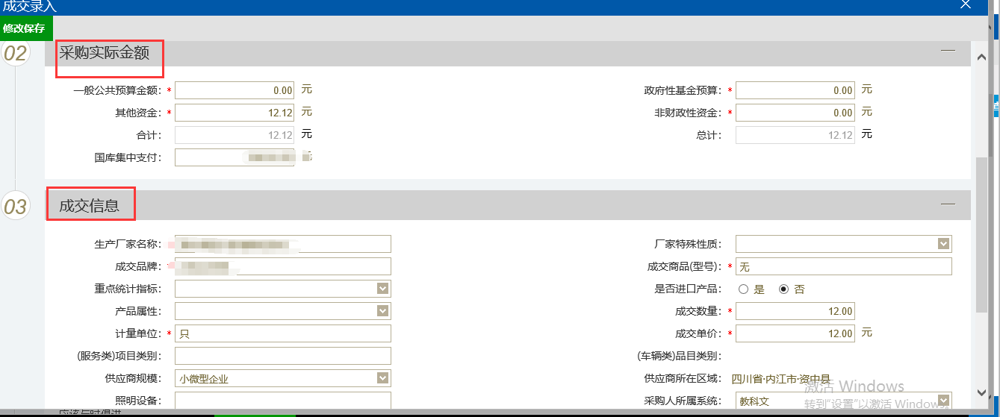 成交录入
修改保存
02 采购实际金额
一般公共预算金额：* 0.00 元 政府性基金预算：* 0.00 元
其他资金：* 12.12 元 非财政性资金：* 0.00 元
合计： 12.12 元 总计： 12.12 元
国库集中支付：
03 成交信息
生产厂家名称： 厂家特殊性质：
成交品牌： 成交商品(型号)：* 无
重点统计指标： 是否进口产品： 是 否
产品属性： 成交数量：* 12.00
计量单位：* 只 成交单价：* 12.00 元
(服务类)项目类别： (车辆类)品目类别：
供应商规模： 小微型企业 供应商所在区域： 四川省·内江市·资中县
照明设备： 采购人所属系统： 教科文
激活 Windows
转到“设置”以激活 Windows。